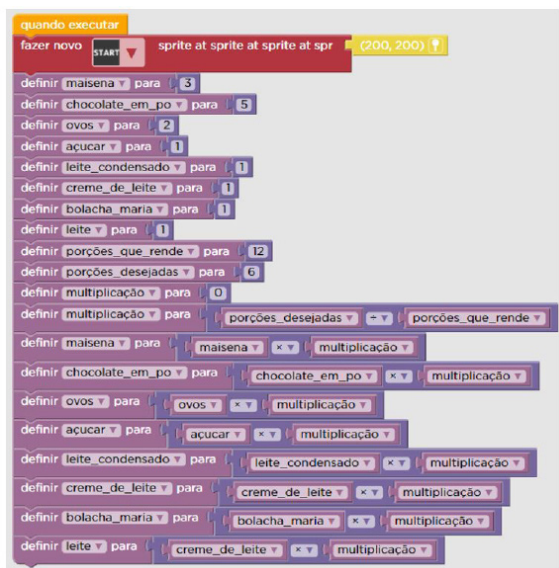 quando executar
fazer novo START ▼ sprite at sprite at sprite at spr (200, 200)
definir maisena ▼ para 3
definir chocolate_em_po ▼ para 5
definir ovos ▼ para 2
definir açucar ▼ para 1
definir leite_condensado ▼ para 1
definir creme_de_leite ▼ para 1
definir bolacha_maria ▼ para 1
definir leite ▼ para 1
definir porções_que_rende ▼ para 12
definir porções_desejadas ▼ para 6
definir multiplicação ▼ para 0
definir multiplicação ▼ para porções_desejadas ▼ ÷ ▼ porções_que_rende ▼
definir maisena ▼ para maisena ▼ × ▼ multiplicação ▼
definir chocolate_em_po ▼ para chocolate_em_po ▼ × ▼ multiplicação ▼
definir ovos ▼ para ovos ▼ × ▼ multiplicação ▼
definir açucar ▼ para açucar ▼ × ▼ multiplicação ▼
definir leite_condensado ▼ para leite_condensado ▼ × ▼ multiplicação ▼
definir creme_de_leite ▼ para creme_de_leite ▼ × ▼ multiplicação ▼
definir bolacha_maria ▼ para bolacha_maria ▼ × ▼ multiplicação ▼
definir leite ▼ para creme_de_leite ▼ × ▼ multiplicação ▼